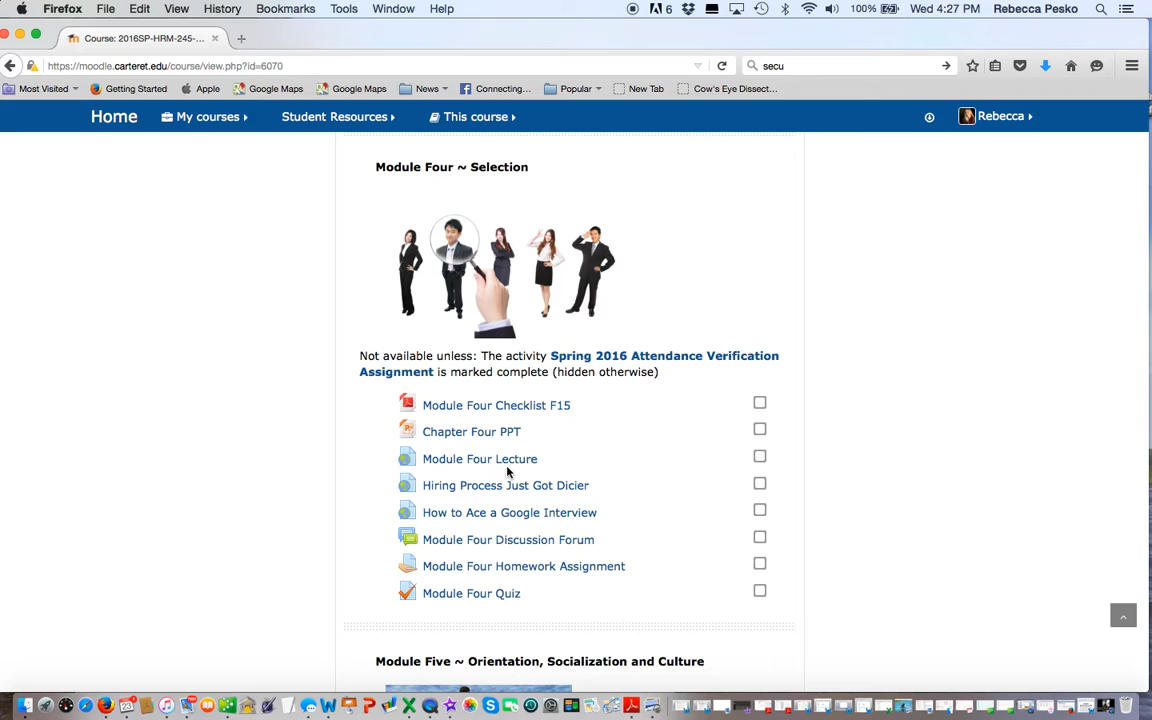 Firefox File Edit View History Bookmarks Tools Window Help 6 100% Wed 4:27 PM Rebecca Pesko
Course: 2016SP-HRM-245-...
https://moodle.carteret.edu/course/view.php?id=6070 secu
Most Visited Getting Started Apple Google Maps Google Maps News Connecting... Popular New Tab Cow's Eye Dissect...
Home My courses Student Resources This course Rebecca
Module Four ~ Selection
Not available unless: The activity Spring 2016 Attendance Verification
Assignment is marked complete (hidden otherwise)
Module Four Checklist F15
Chapter Four PPT
Module Four Lecture
Hiring Process Just Got Dicier
How to Ace a Google Interview
Module Four Discussion Forum
Module Four Homework Assignment
Module Four Quiz
Module Five ~ Orientation, Socialization and Culture